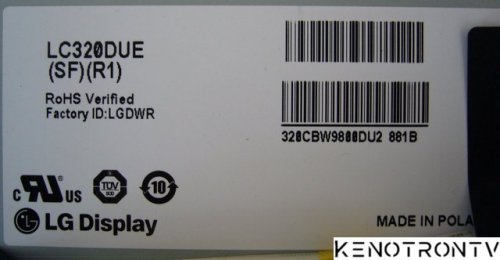 LC320DUE
(SF)(R1)
RoHS Verified
Factory ID:LGDWR
320CBW9800DU2 881B
c RU US
TÜV
10
LG Display
MADE IN POLA
KENOTRONTV